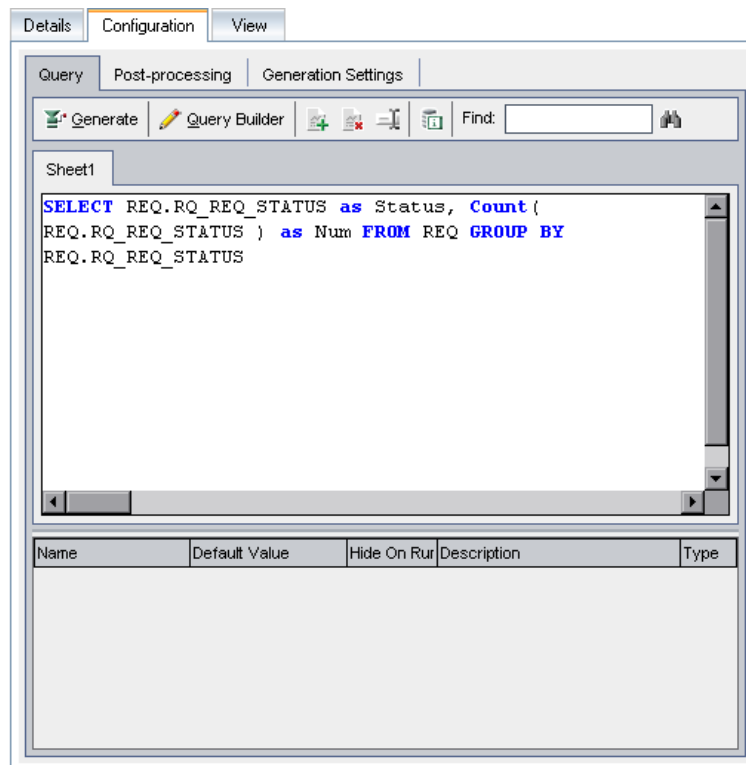 Details Configuration View
Query Post-processing Generation Settings
Generate Query Builder Find:
Sheet1
SELECT REQ.RQ_REQ_STATUS as Status, Count(
REQ.RQ_REQ_STATUS ) as Num FROM REQ GROUP BY
REQ.RQ_REQ_STATUS
Name Default Value Hide On Rur Description Type